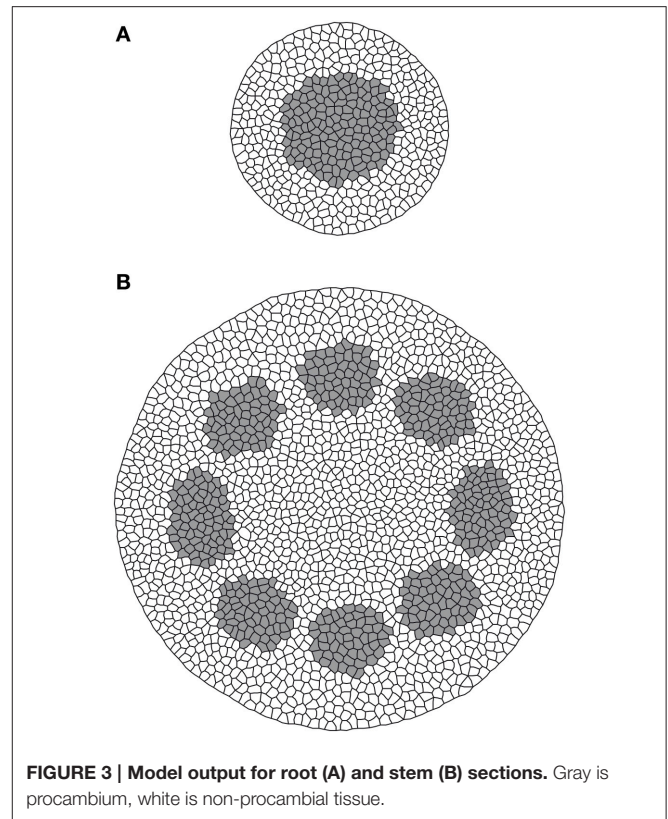 A
B
FIGURE 3 | Model output for root (A) and stem (B) sections. Gray is
procambium, white is non-procambial tissue.